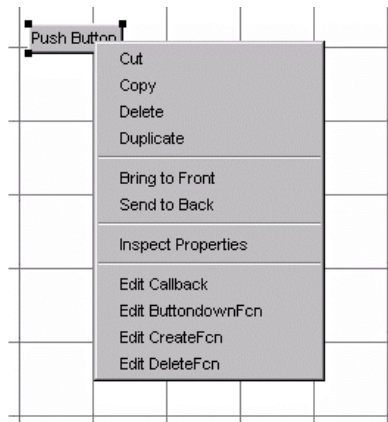 Push Button
Cut
Copy
Delete
Duplicate
Bring to Front
Send to Back
Inspect Properties
Edit Callback
Edit ButtondownFcn
Edit CreateFcn
Edit DeleteFcn